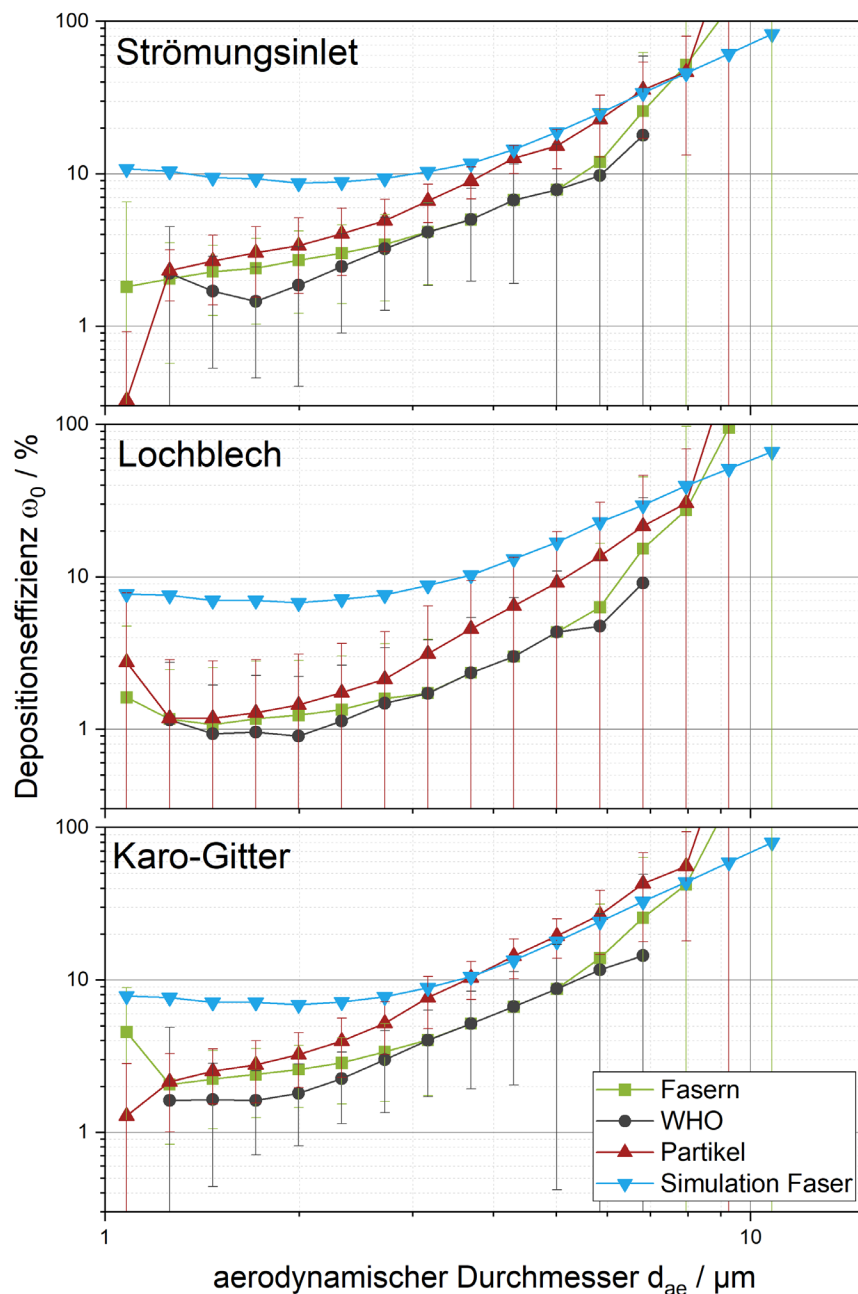 Depositionseffizienz ω₀ / %
Strömungsinlet
100
10
1
Lochblech
100
10
1
Karo-Gitter
100
10
1
Fasern
WHO
Partikel
Simulation Faser
1
10
aerodynamischer Durchmesser dₐₑ / µm